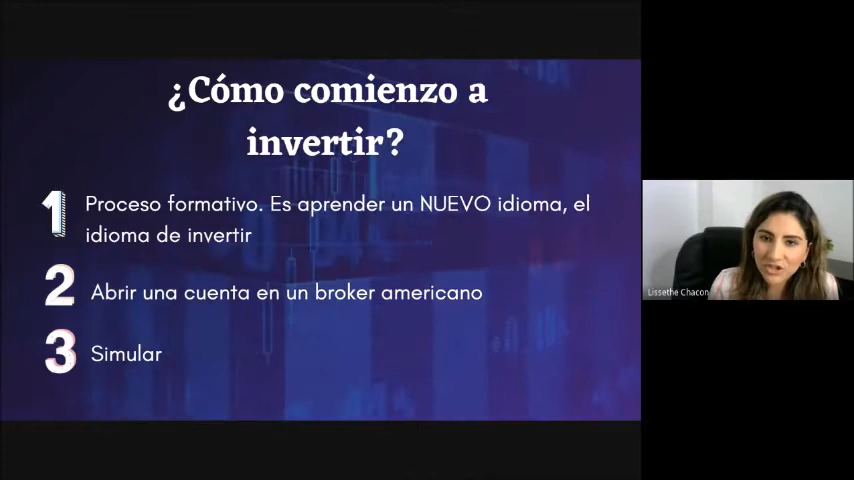 ¿Cómo comienzo a
invertir?
1 Proceso formativo. Es aprender un NUEVO idioma, el
idioma de invertir
2 Abrir una cuenta en un broker americano
3 Simular
Lissethe Chacon